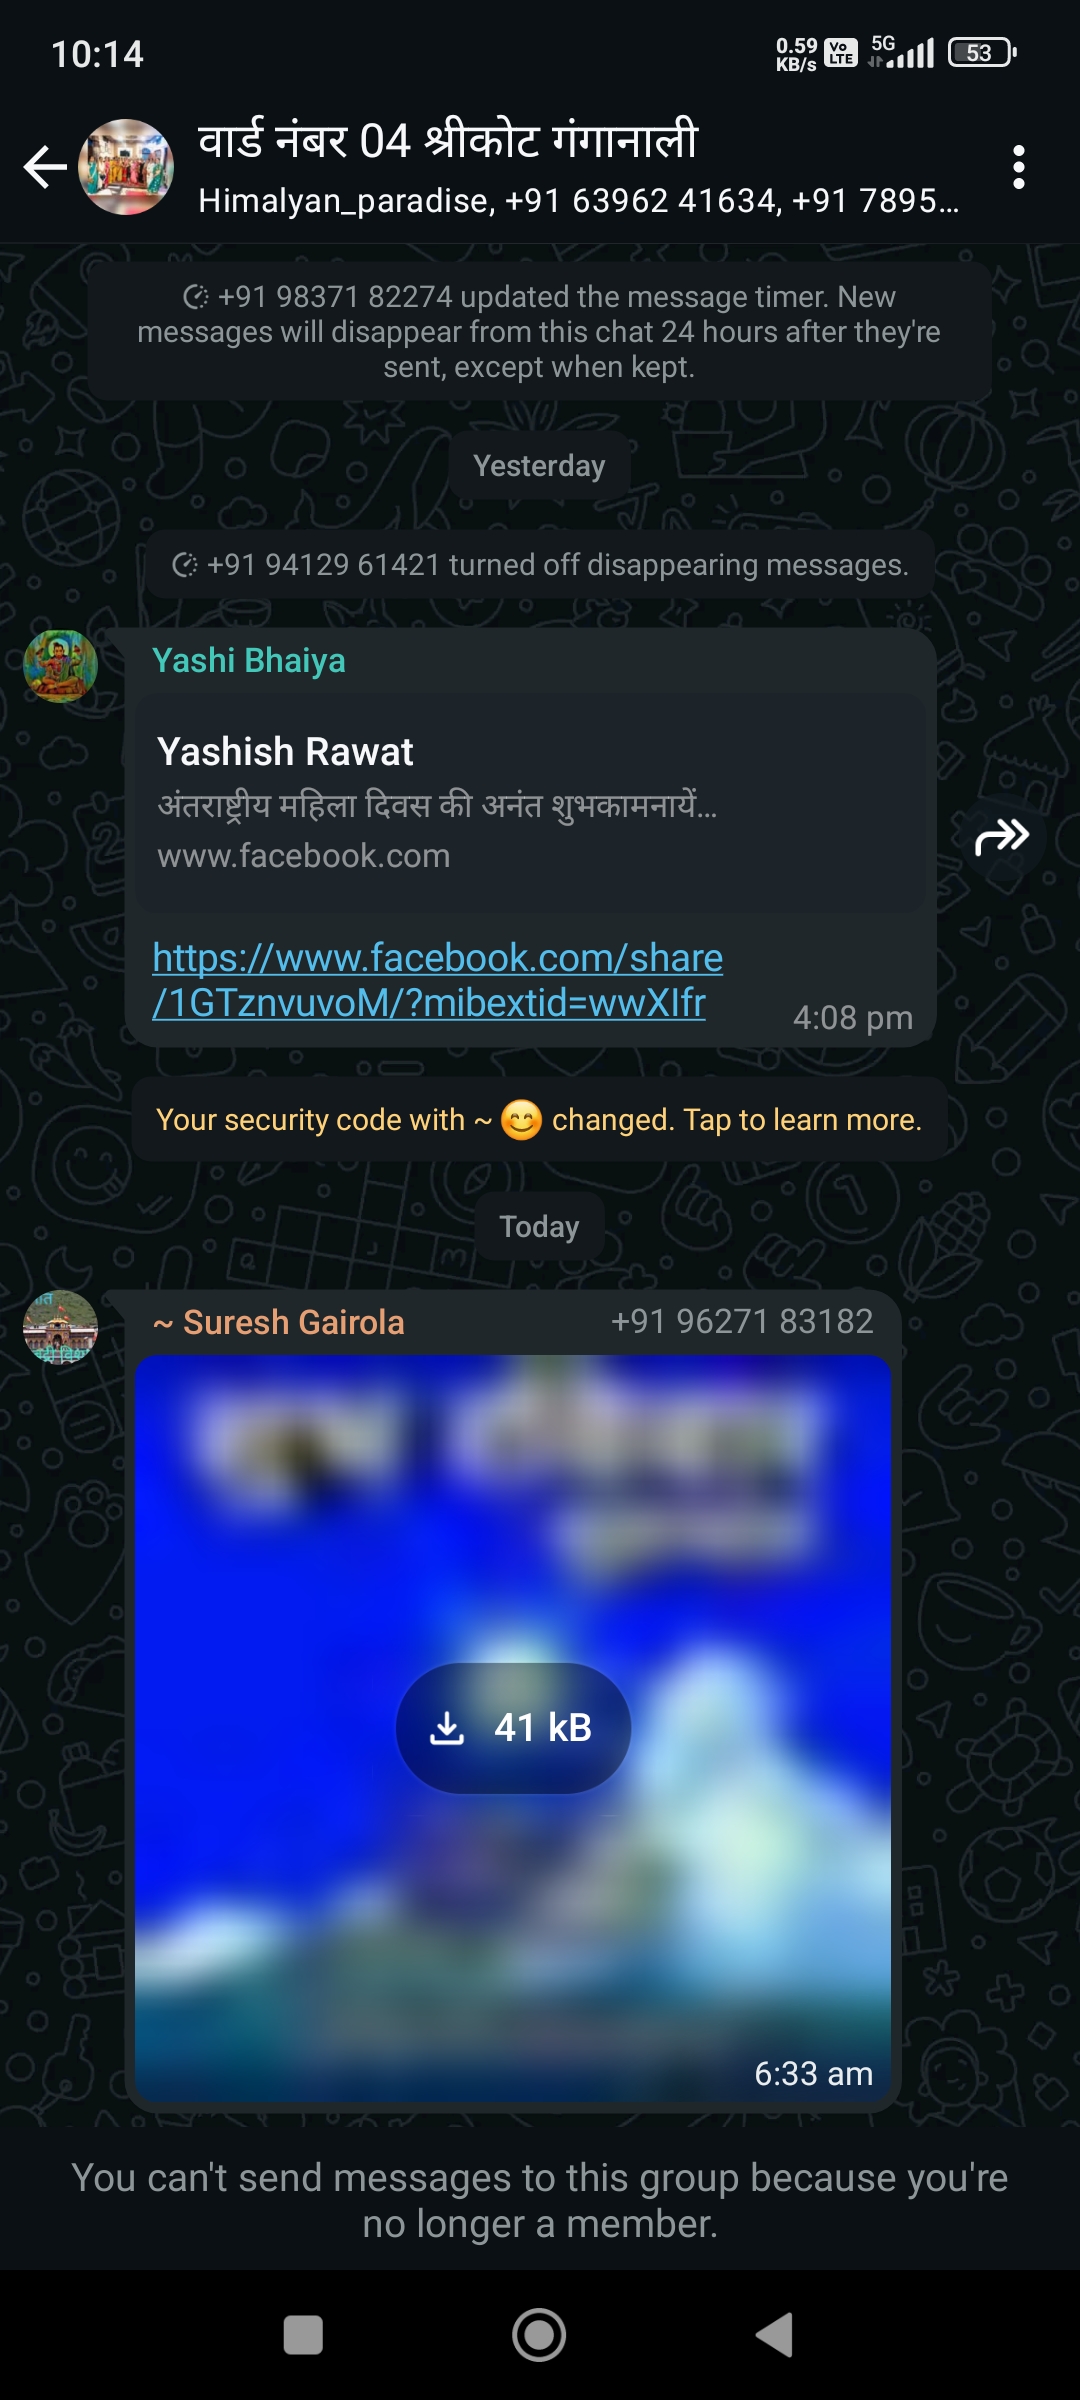 10:14
0.59 KB/s Vo LTE 5G 53
वार्ड नंबर 04 श्रीकोट गंगानाली
Himalyan_paradise, +91 63962 41634, +91 7895...
+91 98371 82274 updated the message timer. New
messages will disappear from this chat 24 hours after they're
sent, except when kept.
Yesterday
+91 94129 61421 turned off disappearing messages.
Yashi Bhaiya
Yashish Rawat
अंतराष्ट्रीय महिला दिवस की अनंत शुभकामनायें...
www.facebook.com
https://www.facebook.com/share
/1GTznvuvoM/?mibextid=wwXIfr
4:08 pm
Your security code with ~ 😊 changed. Tap to learn more.
Today
~ Suresh Gairola +91 96271 83182
41 kB
6:33 am
You can't send messages to this group because you're
no longer a member.